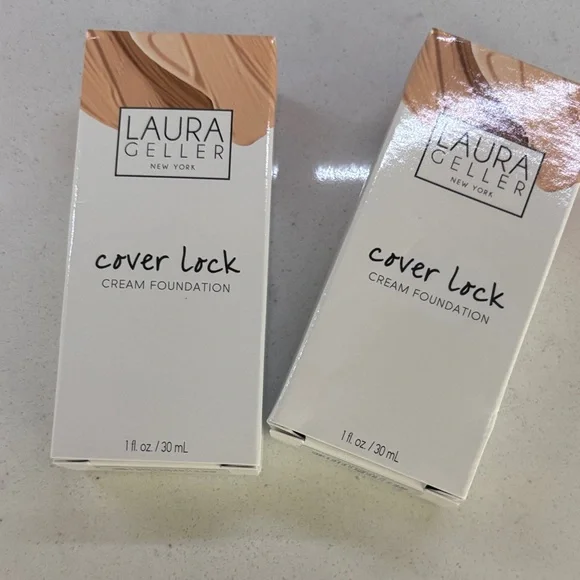 LAURA
GELLER
NEW YORK
cover lock
CREAM FOUNDATION
1 fl. oz. / 30 mL
LAURA
GELLER
NEW YORK
cover lock
CREAM FOUNDATION
1 fl. oz. / 30 mL